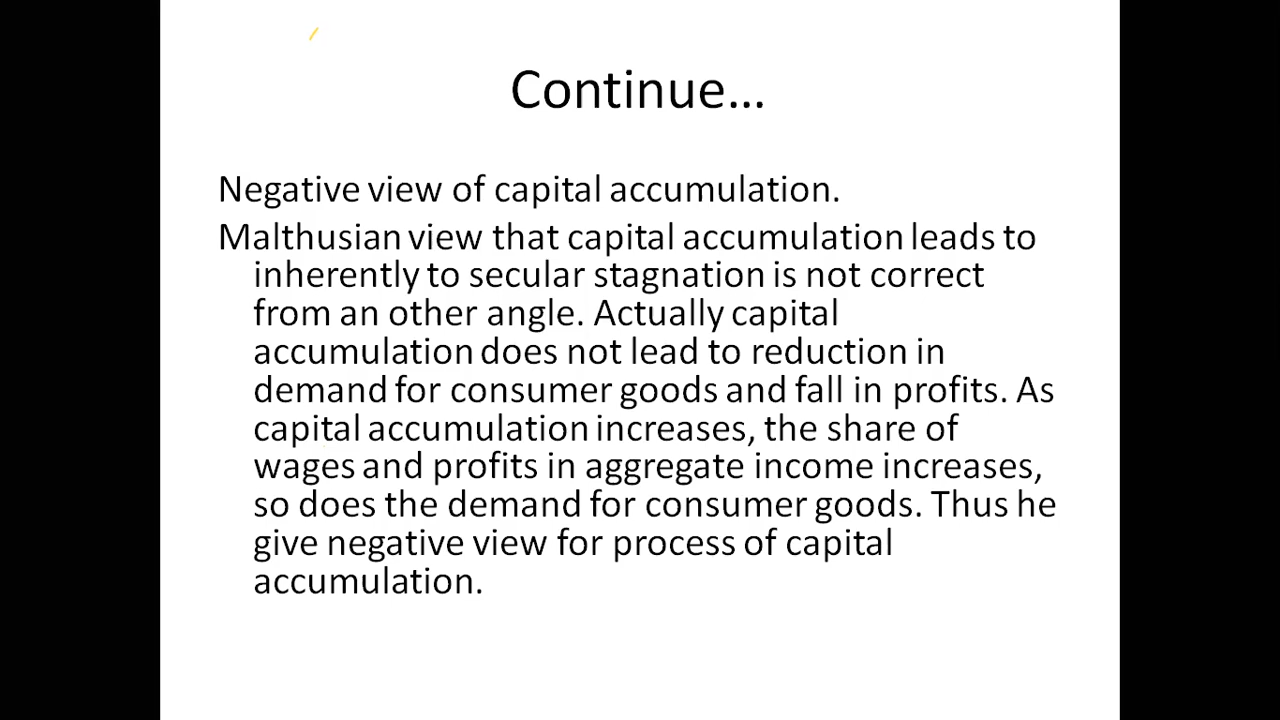 Continue...
Negative view of capital accumulation.
Malthusian view that capital accumulation leads to
inherently to secular stagnation is not correct
from an other angle. Actually capital
accumulation does not lead to reduction in
demand for consumer goods and fall in profits. As
capital accumulation increases, the share of
wages and profits in aggregate income increases,
so does the demand for consumer goods. Thus he
give negative view for process of capital
accumulation.